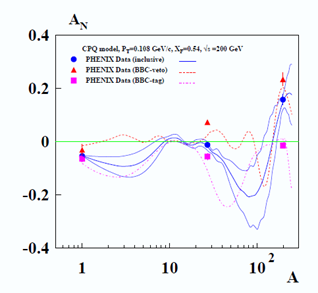 A_N
CPQ model, P_T=0.108 GeV/c, X_F=0.54, √s =200 GeV
PHENIX Data (inclusive)
PHENIX Data (BBC-veto)
PHENIX Data (BBC-tag)
0.4
0.2
0
-0.2
-0.4
1 10 10^2 A